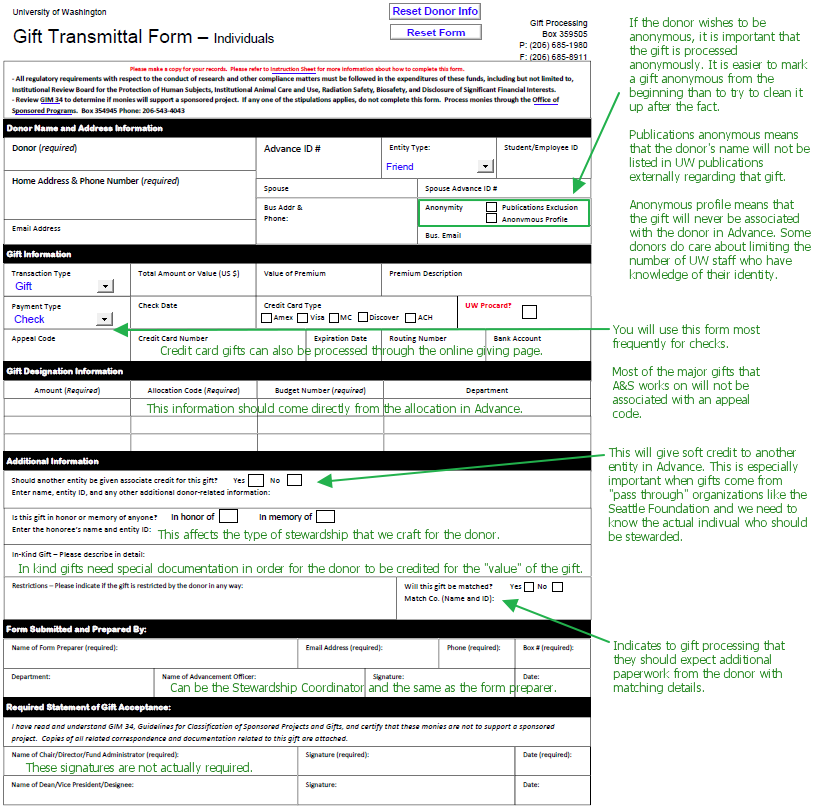 University of Washington
Gift Transmittal Form – Individuals
Reset Donor Info
Reset Form
Gift Processing
Box 359505
P: (206) 685-1980
F: (206) 685-8911
Please make a copy for your records. Please refer to Instruction Sheet for more information about how to complete this form.
- All regulatory requirements with respect to the conduct of research and other compliance matters must be followed in the expenditures of these funds, including but not limited to,
Institutional Review Board for the Protection of Human Subjects, Institutional Animal Care and Use, Radiation Safety, Biosafety, and Disclosure of Significant Financial Interests.
- Review GIM 34 to determine if monies will support a sponsored project. If any one of the stipulations applies, do not complete this form. Process monies through the Office of
Sponsored Programs. Box 354945 Phone: 206-543-4043
Donor Name and Address Information
Donor (required)
Advance ID #
Entity Type:
Friend
Student/Employee ID
Home Address & Phone Number (required)
Spouse
Spouse Advance ID #
Bus Addr &
Phone:
Anonymity
Publications Exclusion
Anonymous Profile
Email Address
Bus. Email
Gift Information
Transaction Type
Gift
Total Amount or Value (US $)
Value of Premium
Premium Description
Payment Type
Check
Check Date
Credit Card Type
Amex Visa MC Discover ACH
UW Procard?
Appeal Code
Credit Card Number
Expiration Date
Routing Number
Bank Account
Credit card gifts can also be processed through the online giving page.
Gift Designation Information
Amount (Required)
Allocation Code (Required)
Budget Number (required)
Department
This information should come directly from the allocation in Advance.
Additional Information
Should another entity be given associate credit for this gift? Yes No
Enter name, entity ID, and any other additional donor-related information:
Is this gift in honor or memory of anyone? In honor of In memory of
Enter the honoree's name and entity ID:
This affects the type of stewardship that we craft for the donor.
In-Kind Gift – Please describe in detail:
In kind gifts need special documentation in order for the donor to be credited for the "value" of the gift.
Restrictions – Please indicate if the gift is restricted by the donor in any way:
Will this gift be matched? Yes No
Match Co. (Name and ID):
Form Submitted and Prepared By:
Name of Form Preparer (required):
Email Address (required):
Phone (required):
Box # (required):
Department:
Name of Advancement Officer:
Signature:
Date:
Can be the Stewardship Coordinator and the same as the form preparer.
Required Statement of Gift Acceptance:
I have read and understand GIM 34, Guidelines for Classification of Sponsored Projects and Gifts, and certify that these monies are not to support a sponsored
project. Copies of all related correspondence and documentation related to this gift are attached.
Name of Chair/Director/Fund Administrator (required):
Signature (required):
Date (required):
These signatures are not actually required.
Name of Dean/Vice President/Designee:
Signature:
Date:
If the donor wishes to be
anonymous, it is important that
the gift is processed
anonymously. It is easier to mark
a gift anonymous from the
beginning than to try to clean it
up after the fact.
Publications anonymous means
that the donor's name will not be
listed in UW publications
externally regarding that gift.
Anonymous profile means that
the gift will never be associated
with the donor in Advance. Some
donors do care about limiting the
number of UW staff who have
knowledge of their identity.
You will use this form most
frequently for checks.
Most of the major gifts that
A&S works on will not be
associated with an appeal
code.
This will give soft credit to another
entity in Advance. This is especially
important when gifts come from
"pass through" organizations like the
Seattle Foundation and we need to
know the actual indivual who should
be stewarded.
Indicates to gift processing that
they should expect additional
paperwork from the donor with
matching details.